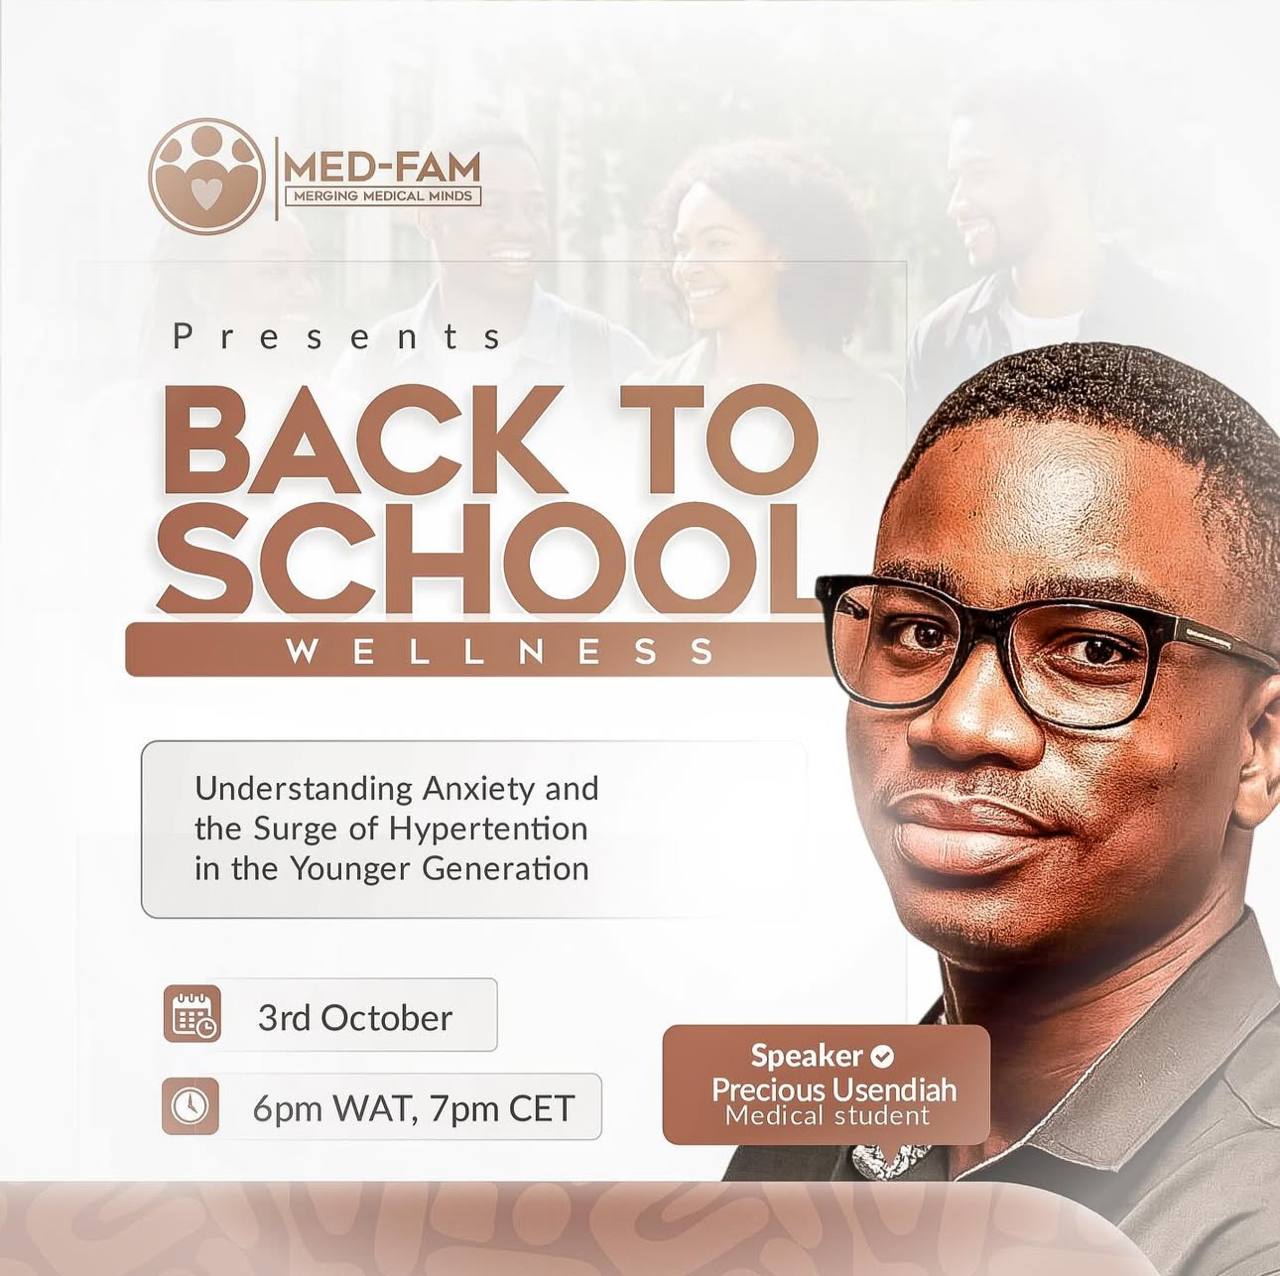 MED-FAM
MERGING MEDICAL MINDS
Presents
BACK TO
SCHOOL
WELLNESS
Understanding Anxiety and
the Surge of Hypertention
in the Younger Generation
3rd October
6pm WAT, 7pm CET
Speaker
Precious Usendiah
Medical student